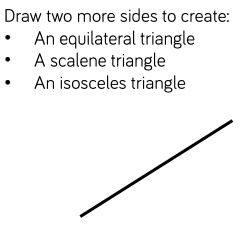 Draw two more sides to create:
• An equilateral triangle
• A scalene triangle
• An isosceles triangle